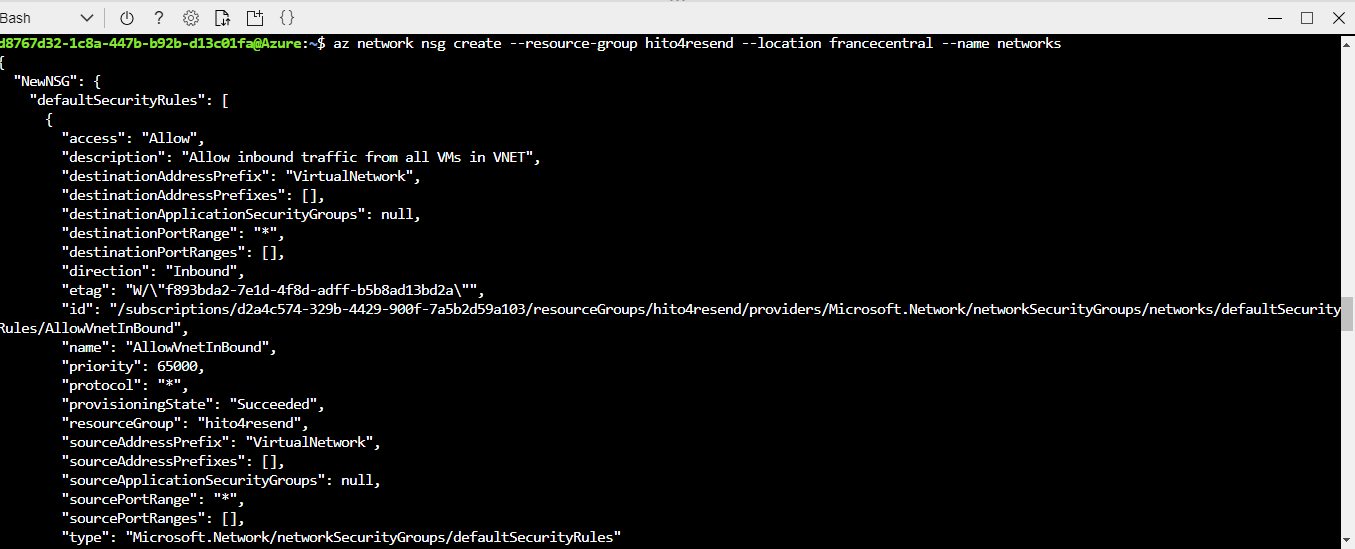 Bash
d8767d32-1c8a-447b-b92b-d13c01fa@Azure:~$ az network nsg create --resource-group hito4resend --location francecentral --name networks
{
  "NewNSG": {
    "defaultSecurityRules": [
      {
        "access": "Allow",
        "description": "Allow inbound traffic from all VMs in VNET",
        "destinationAddressPrefix": "VirtualNetwork",
        "destinationAddressPrefixes": [],
        "destinationApplicationSecurityGroups": null,
        "destinationPortRange": "*",
        "destinationPortRanges": [],
        "direction": "Inbound",
        "etag": "W/\"f893bda2-7e1d-4f8d-adff-b5b8ad13bd2a\"",
        "id": "/subscriptions/d2a4c574-329b-4429-900f-7a5b2d59a103/resourceGroups/hito4resend/providers/Microsoft.Network/networkSecurityGroups/networks/defaultSecurity
Rules/AllowVnetInBound",
        "name": "AllowVnetInBound",
        "priority": 65000,
        "protocol": "*",
        "provisioningState": "Succeeded",
        "resourceGroup": "hito4resend",
        "sourceAddressPrefix": "VirtualNetwork",
        "sourceAddressPrefixes": [],
        "sourceApplicationSecurityGroups": null,
        "sourcePortRange": "*",
        "sourcePortRanges": [],
        "type": "Microsoft.Network/networkSecurityGroups/defaultSecurityRules"